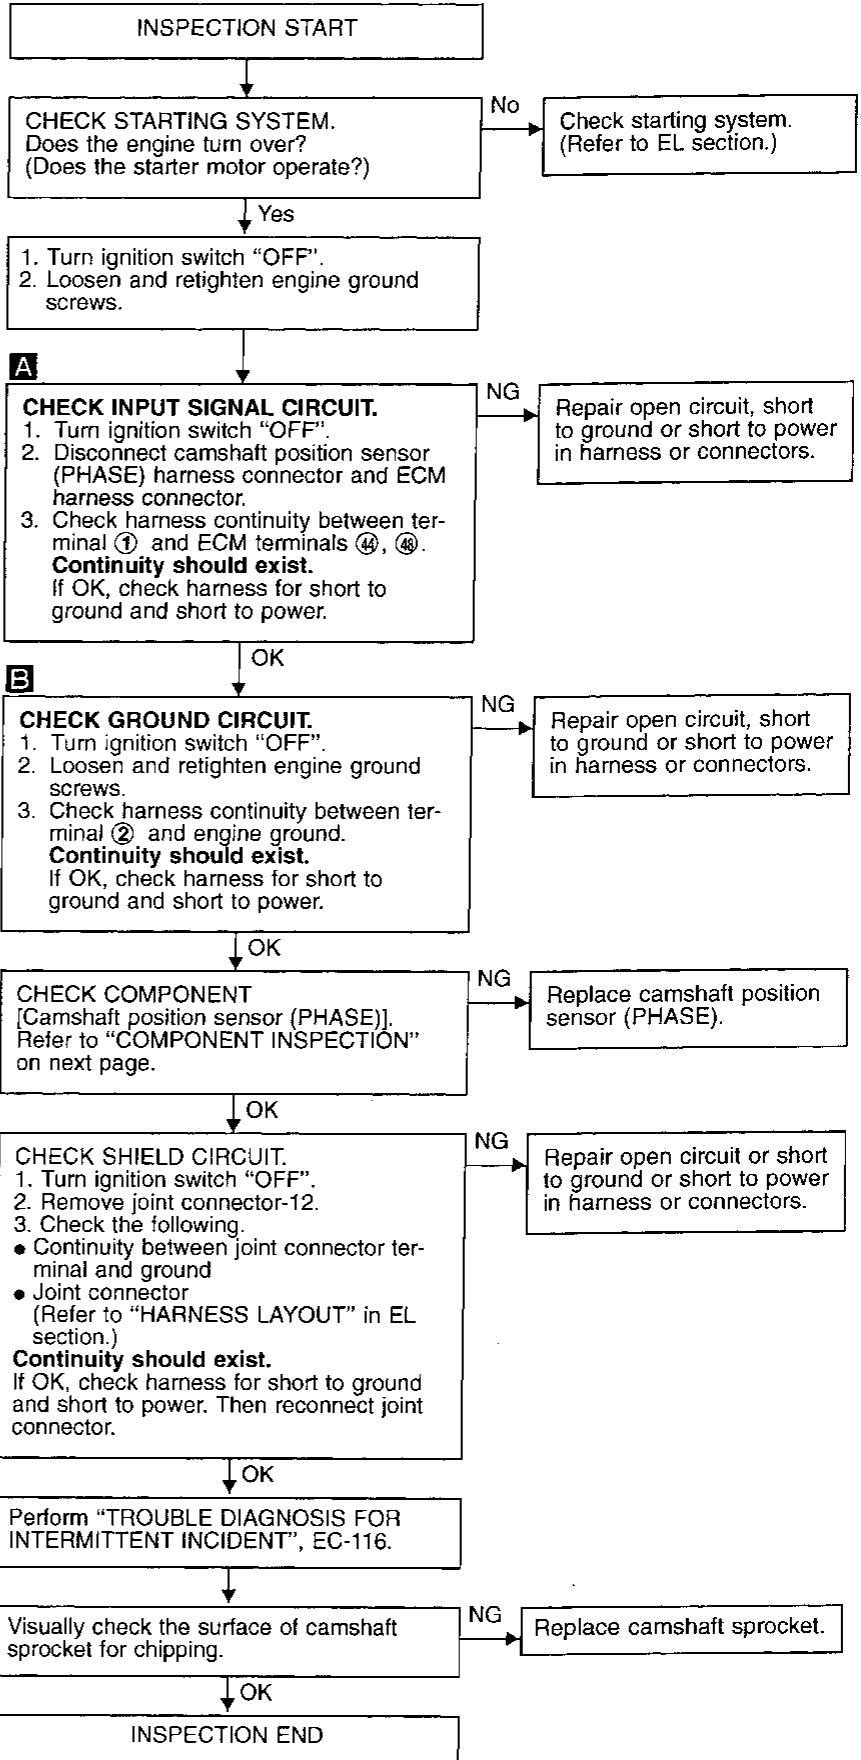 INSPECTION START
CHECK STARTING SYSTEM.
Does the engine turn over?
(Does the starter motor operate?)
No
Check starting system.
(Refer to EL section.)
Yes
1. Turn ignition switch “OFF”.
2. Loosen and retighten engine ground
screws.
A
CHECK INPUT SIGNAL CIRCUIT.
1. Turn ignition switch “OFF”.
2. Disconnect camshaft position sensor
(PHASE) harness connector and ECM
harness connector.
3. Check harness continuity between ter-
minal ① and ECM terminals ㊹, ㊽.
Continuity should exist.
If OK, check harness for short to
ground and short to power.
NG
Repair open circuit, short
to ground or short to power
in harness or connectors.
OK
B
CHECK GROUND CIRCUIT.
1. Turn ignition switch “OFF”.
2. Loosen and retighten engine ground
screws.
3. Check harness continuity between ter-
minal ② and engine ground.
Continuity should exist.
If OK, check harness for short to
ground and short to power.
NG
Repair open circuit, short
to ground or short to power
in harness or connectors.
OK
CHECK COMPONENT
[Camshaft position sensor (PHASE)].
Refer to “COMPONENT INSPECTION”
on next page.
NG
Replace camshaft position
sensor (PHASE).
OK
CHECK SHIELD CIRCUIT.
1. Turn ignition switch “OFF”.
2. Remove joint connector-12.
3. Check the following.
● Continuity between joint connector ter-
minal and ground
● Joint connector
(Refer to “HARNESS LAYOUT” in EL
section.)
Continuity should exist.
If OK, check harness for short to ground
and short to power. Then reconnect joint
connector.
NG
Repair open circuit or short
to ground or short to power
in harness or connectors.
OK
Perform “TROUBLE DIAGNOSIS FOR
INTERMITTENT INCIDENT”, EC-116.
Visually check the surface of camshaft
sprocket for chipping.
NG
Replace camshaft sprocket.
OK
INSPECTION END